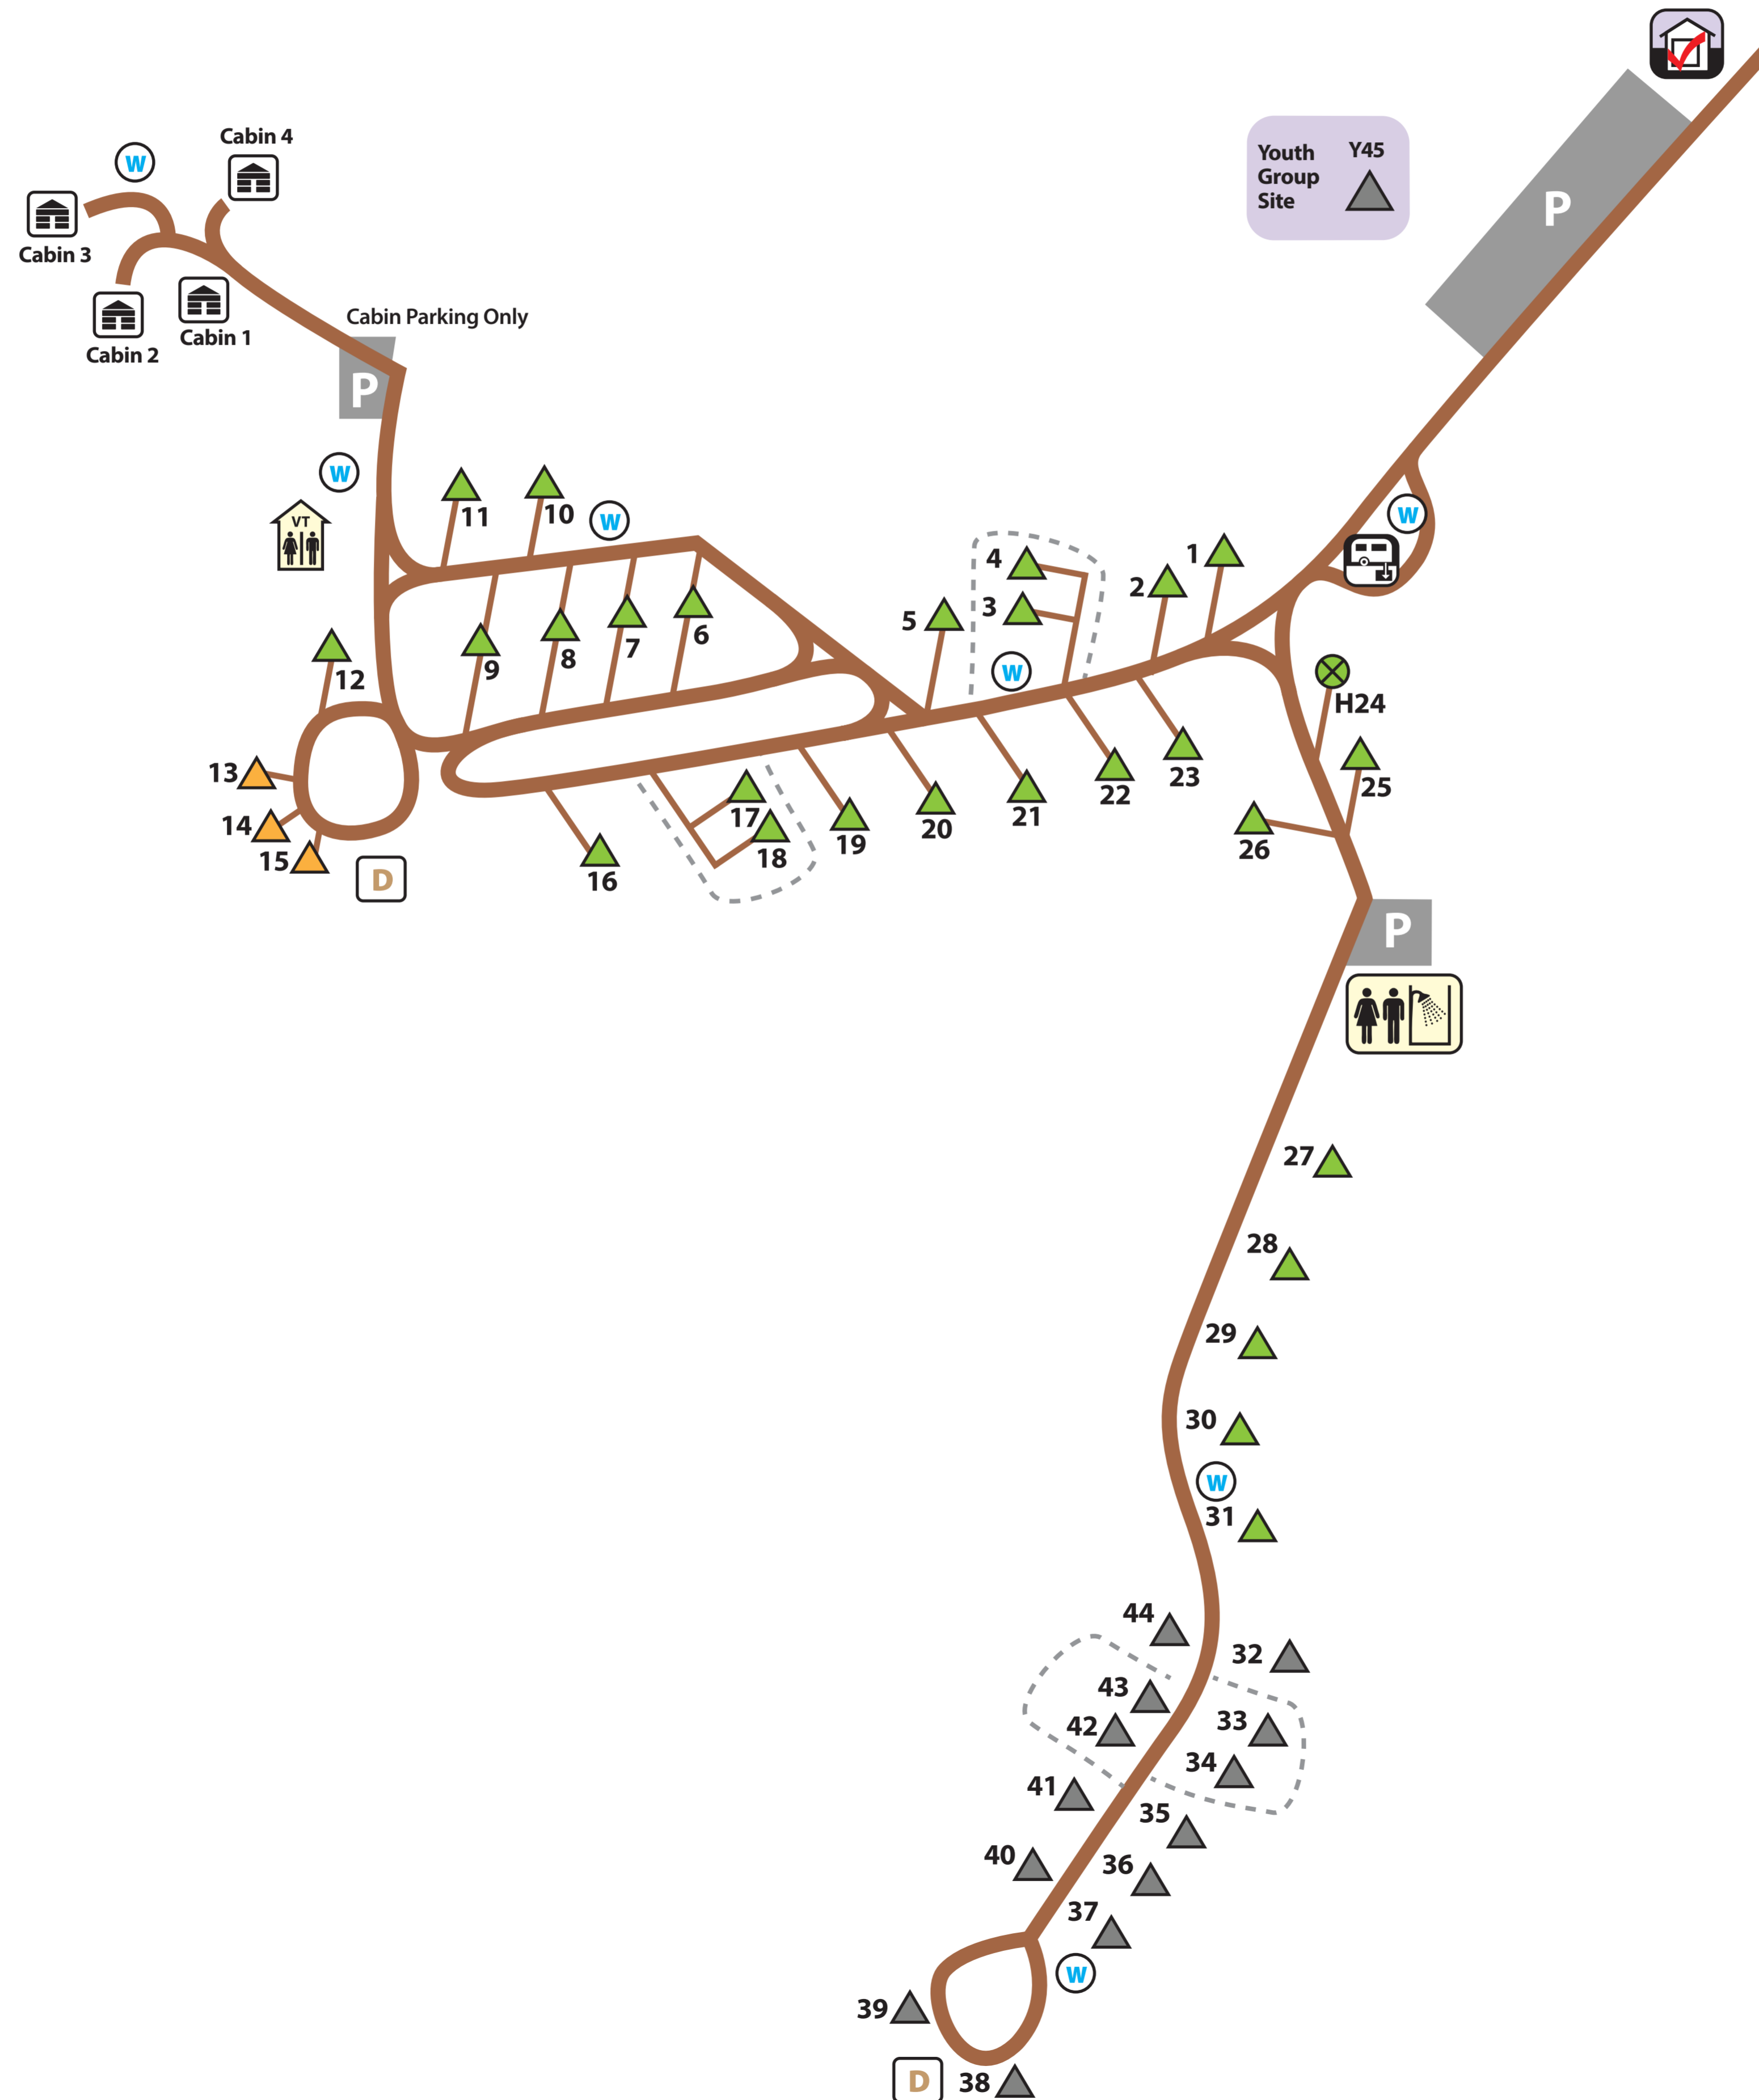 Cabin 4
W
Youth Y45
Group
Site
P
Cabin 3
Cabin 1
Cabin 2
Cabin Parking Only
P
W
11
10
W
VT
W
4
1
2
3
5
W
6
7
8
9
12
H24
13
14
15
D
16
17
18
19
20
21
22
23
25
26
P
27
28
29
30
W
31
44
32
43
42
33
34
41
35
40
36
37
W
39
D
38